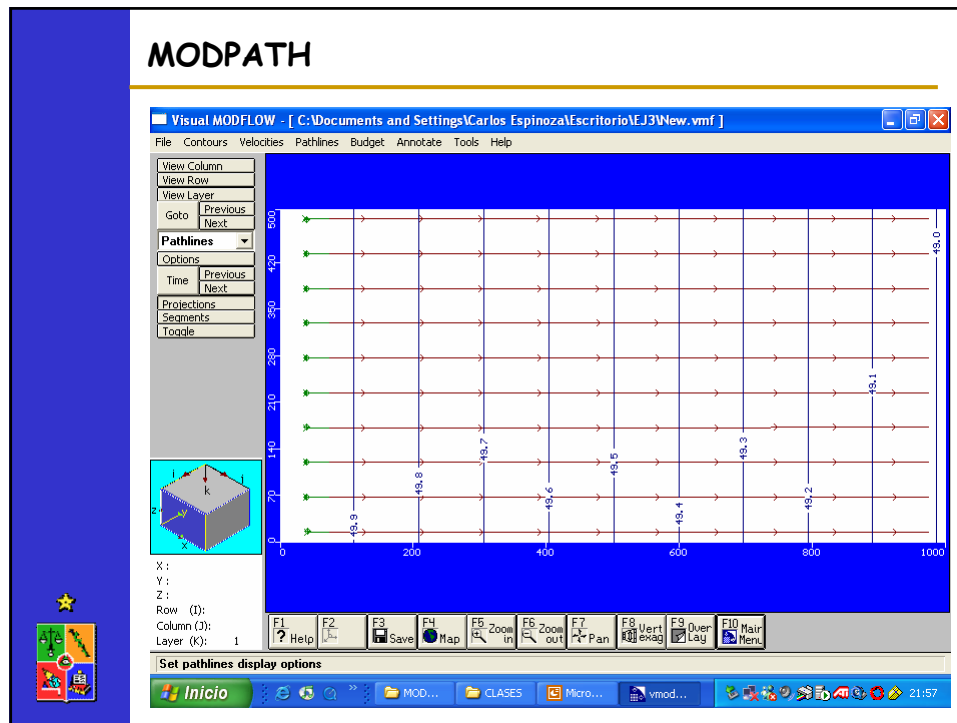 MODPATH
Visual MODFLOW - [ C:\Documents and Settings\Carlos Espinoza\Escritorio\EJ3\New.vmf ]
File Contours Velocities Pathlines Budget Annotate Tools Help
View Column
View Row
View Layer
Goto Previous
Next
Pathlines
Options
Time Previous
Next
Projections
Segments
Toggle
500
420
350
280
210
140
70
0
0 200 400 600 800 1000
49.9
49.8
49.7
49.6
49.5
49.4
49.3
49.2
49.1
49.0
i j
k
z
y
x
X :
Y :
Z :
Row (I):
Column (J):
Layer (K): 1
F1 ? Help
F2
F3 Save
F4 Map
F5 Zoom in
F6 Zoom out
F7 Pan
F8 Vert exag
F9 Over Lay
F10 Main Menu
Set pathlines display options
Inicio
»
MOD...
CLASES
Micro...
vmod...
ATI
21:57